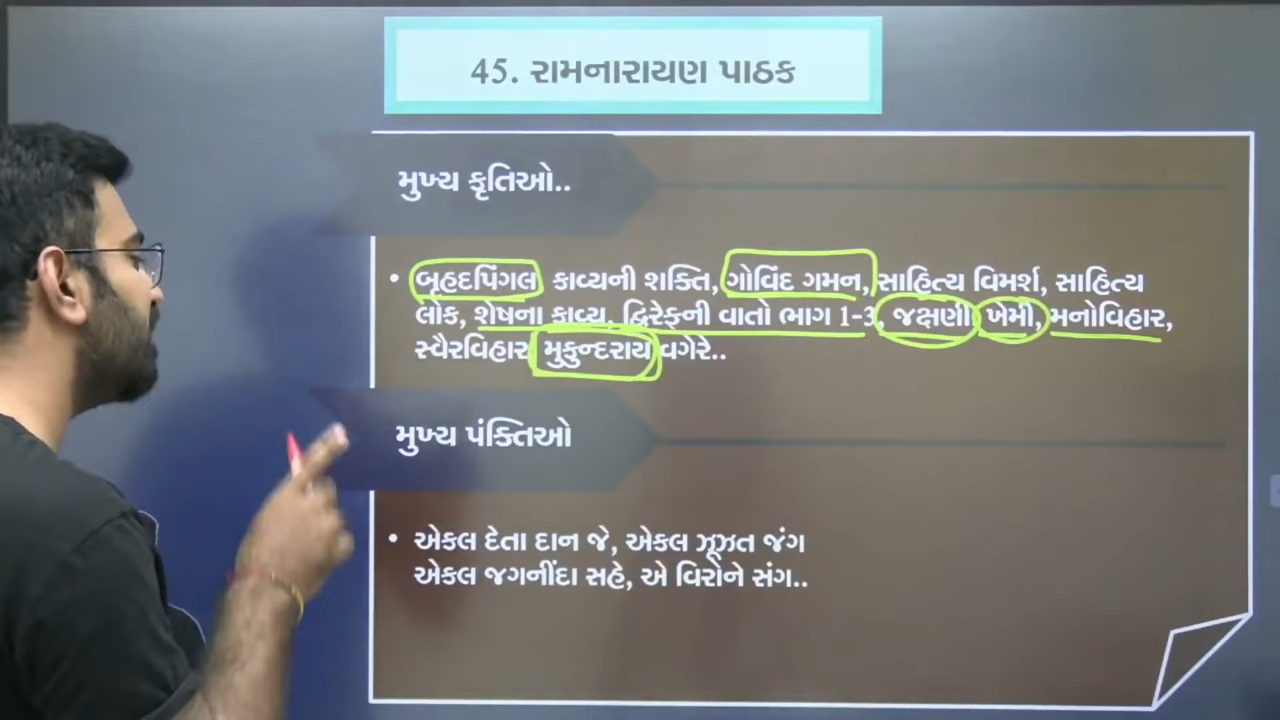 45. રામનારાયણ પાઠક
મુખ્ય કૃતિઓ..
• બૃહદપિંગલ કાવ્યની શક્તિ, ગોવિંદ ગમન, સાહિત્ય વિમર્શ, સાહિત્ય
લોક, શેષના કાવ્ય, દ્વિરેફની વાતો ભાગ 1-3, જક્ષણી ખેમી, મનોવિહાર,
સ્વૈરવિહાર મુકુન્દરાય વગેરે..
મુખ્ય પંક્તિઓ
• એકલ દેતા દાન જે, એકલ ઝૂઝત જંગ
એકલ જગનીંદા સહે, એ વિરોને સંગ..